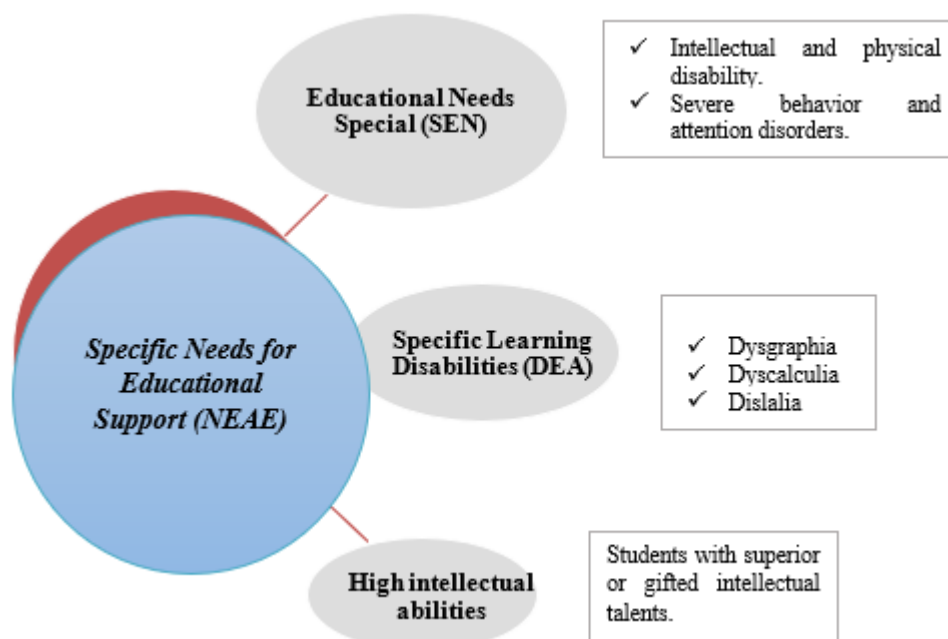 Educational Needs
Special (SEN)
✓ Intellectual and physical
disability.
✓ Severe behavior and
attention disorders.
Specific Needs for
Educational
Support (NEAE)
Specific Learning
Disabilities (DEA)
✓ Dysgraphia
✓ Dyscalculia
✓ Dislalia
High intellectual
abilities
Students with superior
or gifted intellectual
talents.